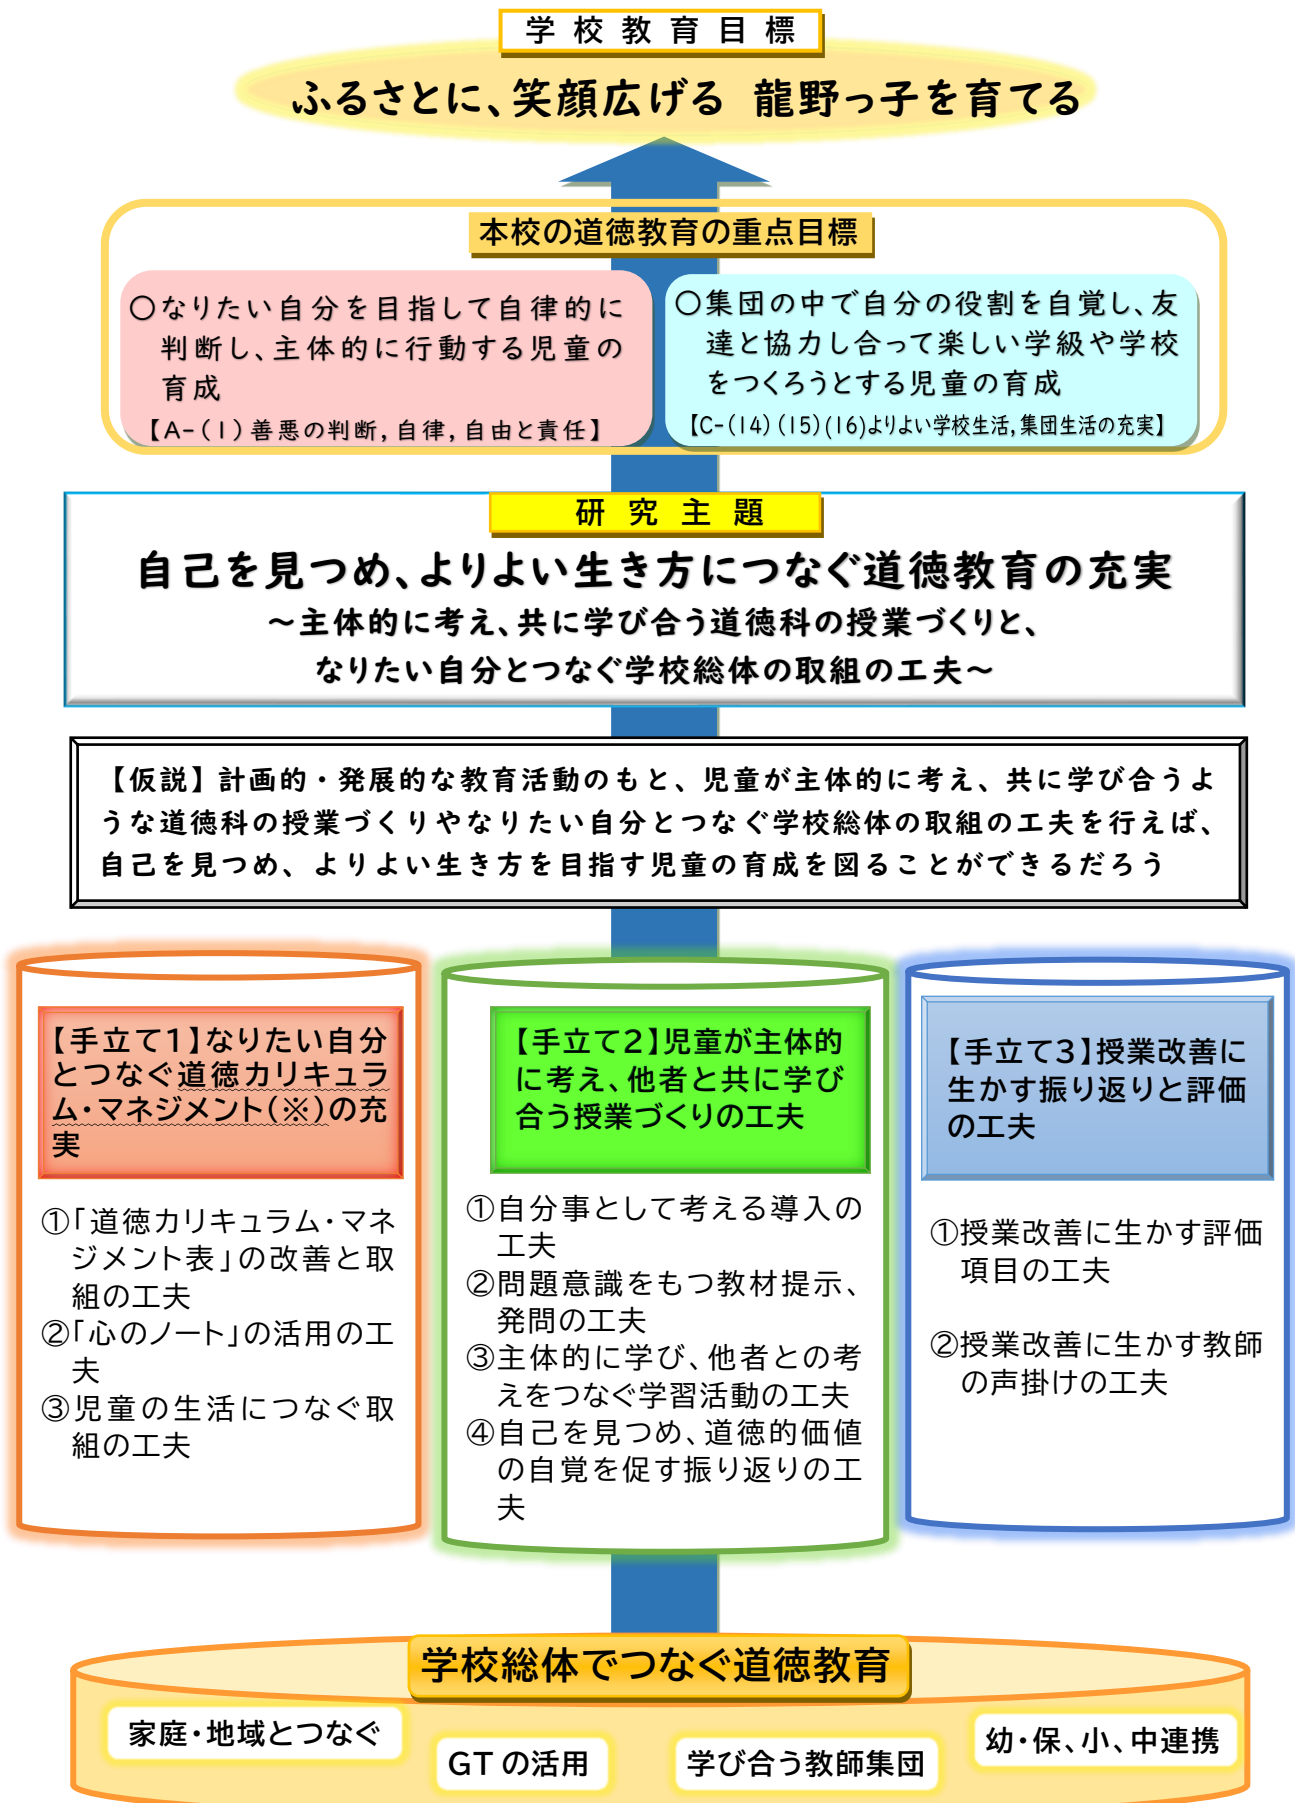 学校教育目標
ふるさとに、笑顔広げる 龍野っ子を育てる
本校の道徳教育の重点目標
○なりたい自分を目指して自律的に
判断し、主体的に行動する児童の
育成
【A-(1)善悪の判断,自律,自由と責任】
○集団の中で自分の役割を自覚し、友
達と協力し合って楽しい学級や学校
をつくろうとする児童の育成
【C-(14)(15)(16)よりよい学校生活,集団生活の充実】
研究主題
自己を見つめ、よりよい生き方につなぐ道徳教育の充実
~主体的に考え、共に学び合う道徳科の授業づくりと、
なりたい自分とつなぐ学校総体の取組の工夫~
【仮説】計画的・発展的な教育活動のもと、児童が主体的に考え、共に学び合うよ
うな道徳科の授業づくりやなりたい自分とつなぐ学校総体の取組の工夫を行えば、
自己を見つめ、よりよい生き方を目指す児童の育成を図ることができるだろう
【手立て1】なりたい自分
とつなぐ道徳カリキュラ
ム・マネジメント(※)の充
実
①「道徳カリキュラム・マネ
ジメント表」の改善と取
組の工夫
②「心のノート」の活用の工
夫
③児童の生活につなぐ取
組の工夫
【手立て2】児童が主体的
に考え、他者と共に学び
合う授業づくりの工夫
①自分事として考える導入の
工夫
②問題意識をもつ教材提示、
発問の工夫
③主体的に学び、他者との考
えをつなぐ学習活動の工夫
④自己を見つめ、道徳的価値
の自覚を促す振り返りの工
夫
【手立て3】授業改善に
生かす振り返りと評価
の工夫
①授業改善に生かす評価
項目の工夫
②授業改善に生かす教師
の声掛けの工夫
学校総体でつなぐ道徳教育
家庭・地域とつなぐ
GTの活用
学び合う教師集団
幼・保、小、中連携